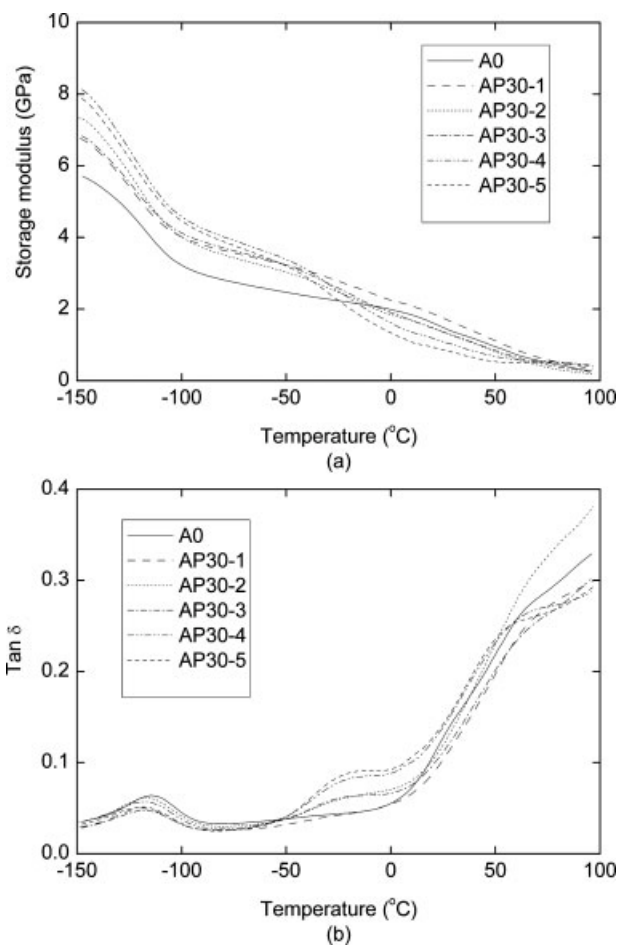 10
8
6
4
2
0
Storage modulus (GPa)
A0
AP30-1
AP30-2
AP30-3
AP30-4
AP30-5
-150 -100 -50 0 50 100
Temperature (°C)
(a)
0.4
0.3
0.2
0.1
0.0
Tan δ
A0
AP30-1
AP30-2
AP30-3
AP30-4
AP30-5
-150 -100 -50 0 50 100
Temperature (°C)
(b)